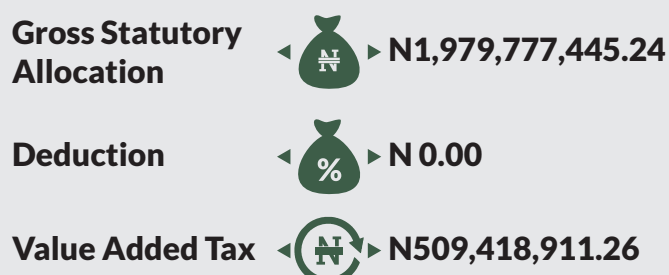 Gross Statutory
Allocation
₦
N1,979,777,445.24
Deduction
%
N 0.00
Value Added Tax
₦
N509,418,911.26